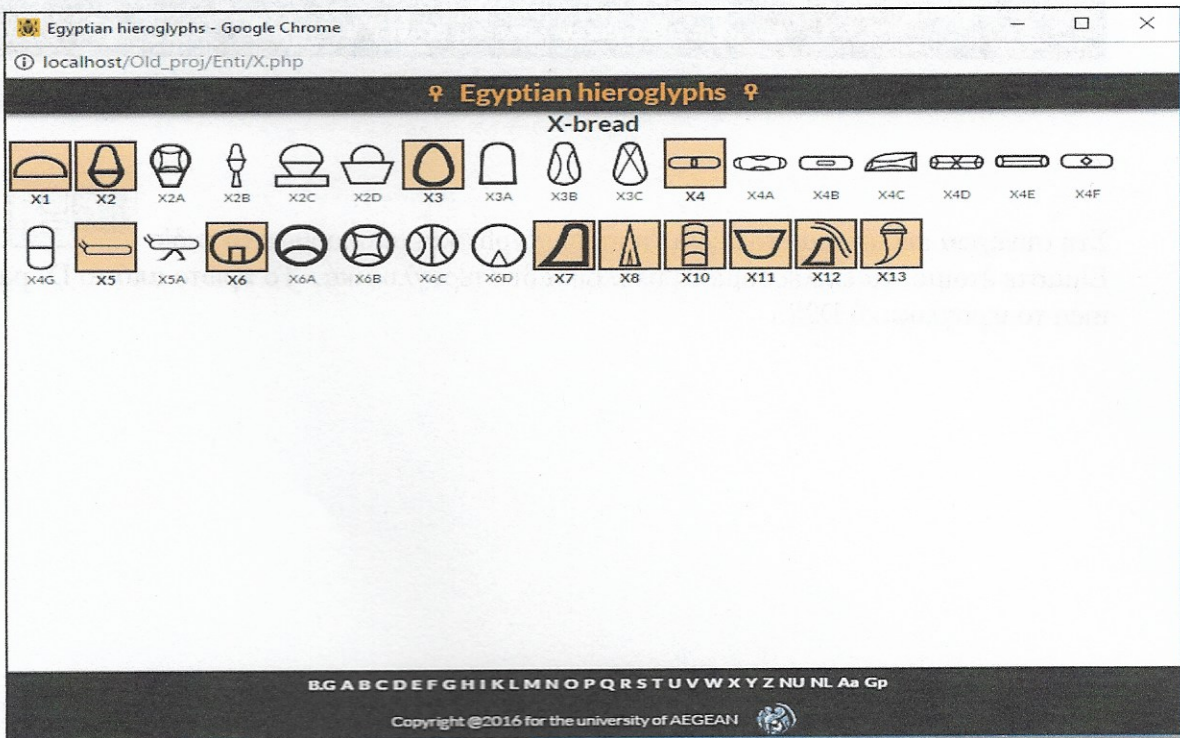 Egyptian hieroglyphs - Google Chrome
localhost/Old_proj/Enti/X.php
Egyptian hieroglyphs
X-bread
X1 X2 X2A X2B X2C X2D X3 X3A X3B X3C X4 X4A X4B X4C X4D X4E X4F
X4G X5 X5A X6 X6A X6B X6C X6D X7 X8 X10 X11 X12 X13
B.G A B C D E F G H I K L M N O P Q R S T U V W X Y Z NU NL Aa Gp
Copyright @2016 for the university of AEGEAN